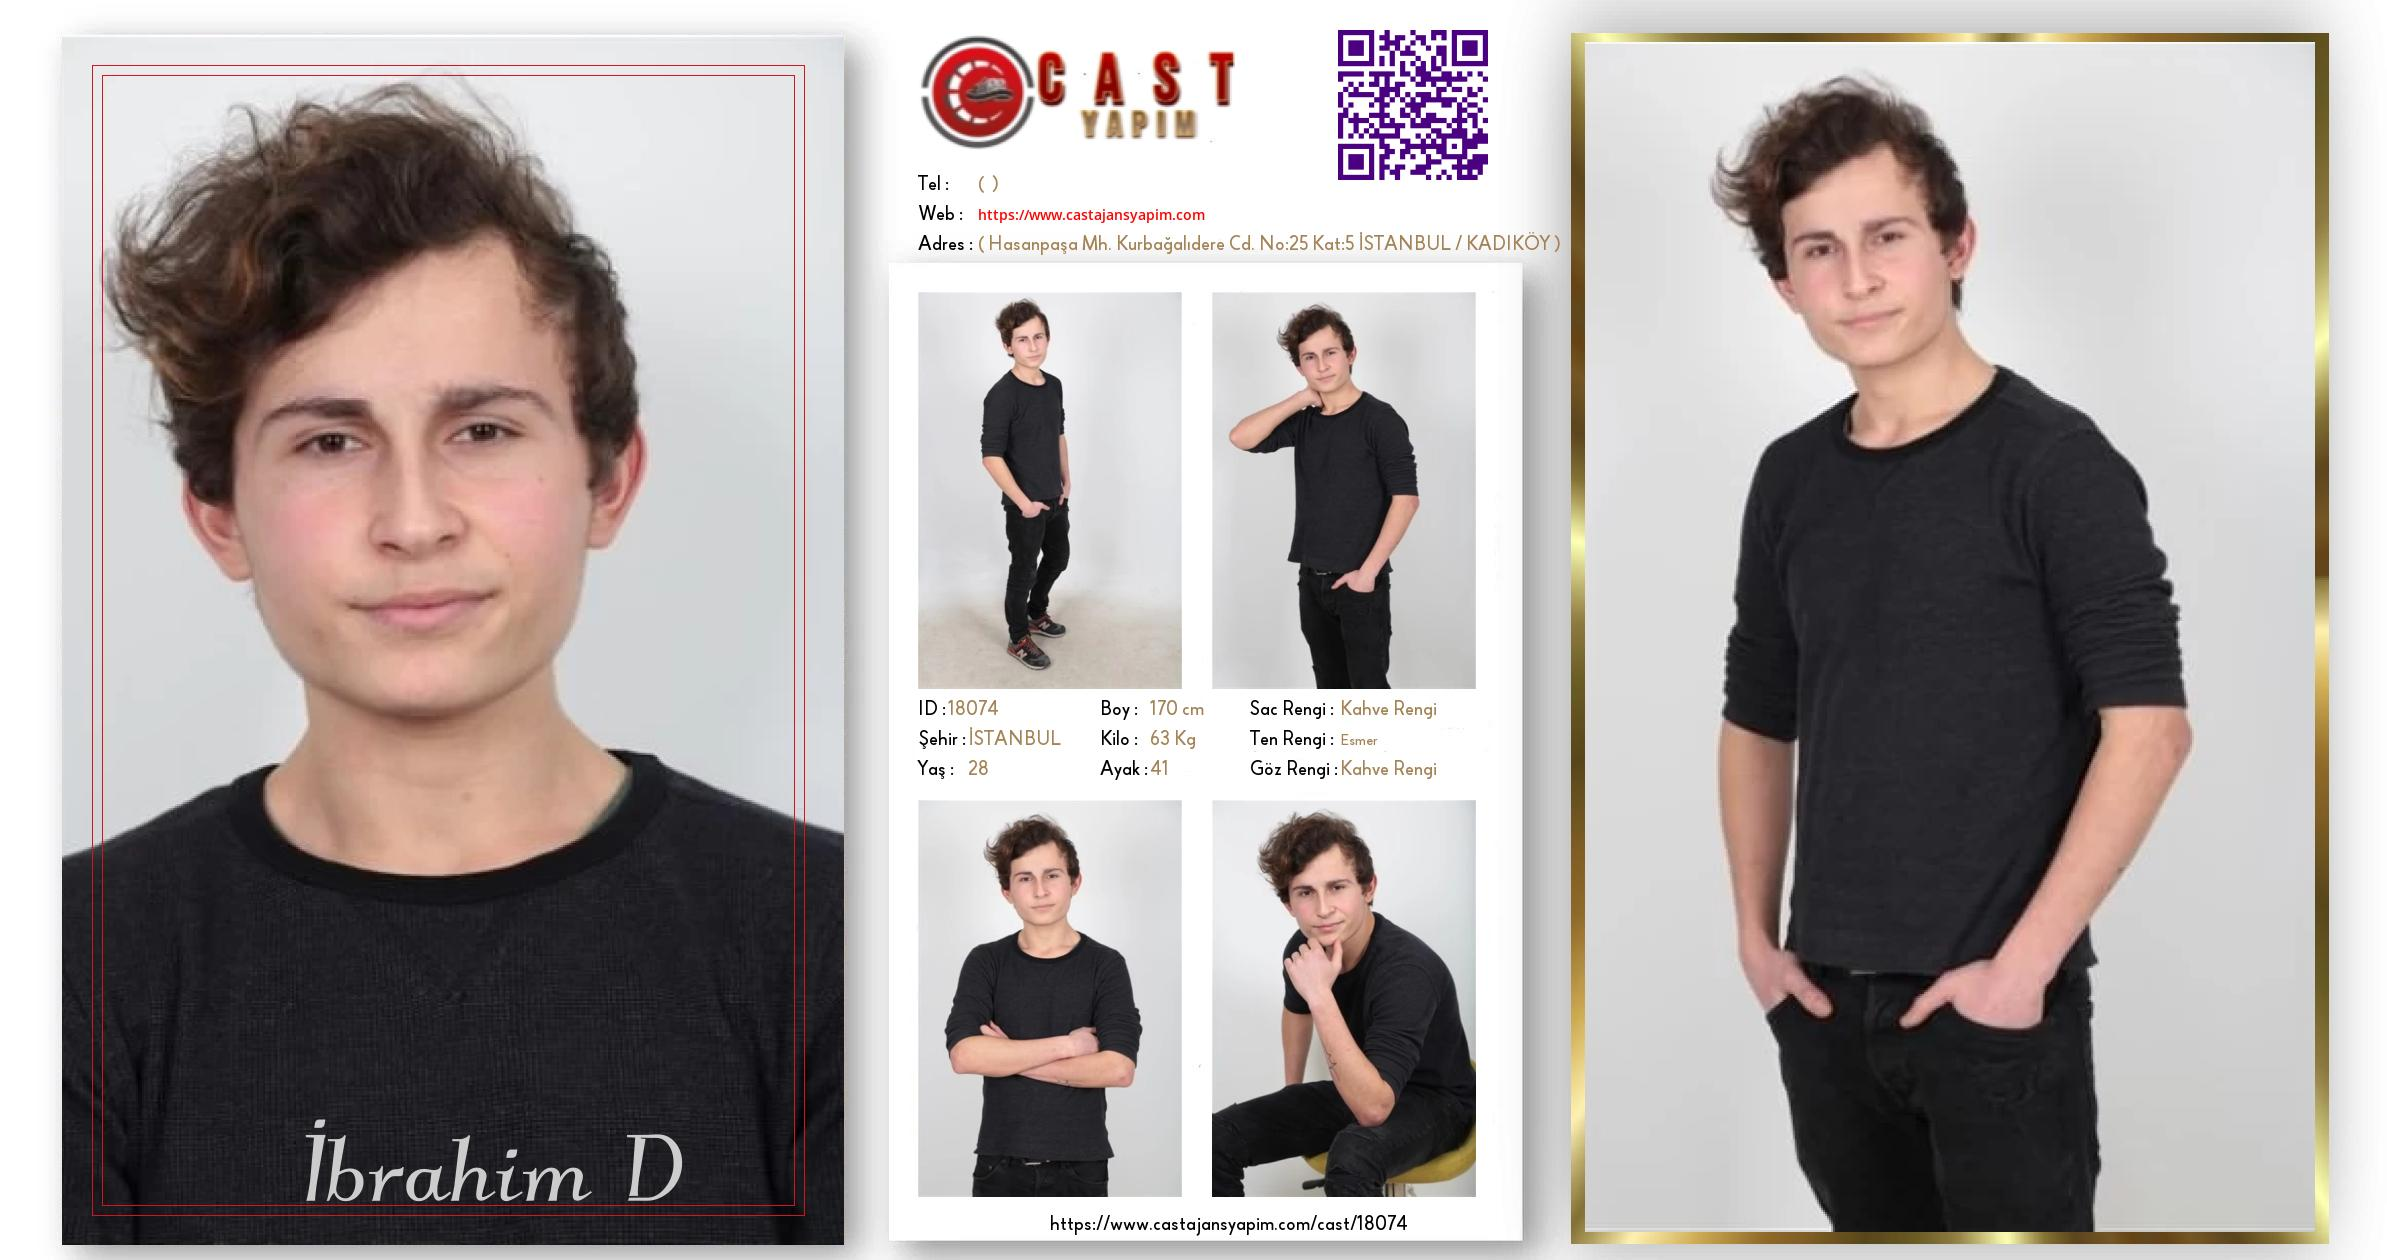 İbrahim D
CAST
YAPIM
Tel : ( )
Web : https://www.castajansyapim.com
Adres : ( Hasanpaşa Mh. Kurbağalıdere Cd. No:25 Kat:5 İSTANBUL / KADIKÖY )
ID : 18074 Boy : 170 cm Sac Rengi : Kahve Rengi
Şehir : İSTANBUL Kilo : 63 Kg Ten Rengi : Esmer
Yaş : 28 Ayak : 41 Göz Rengi : Kahve Rengi
https://www.castajansyapim.com/cast/18074